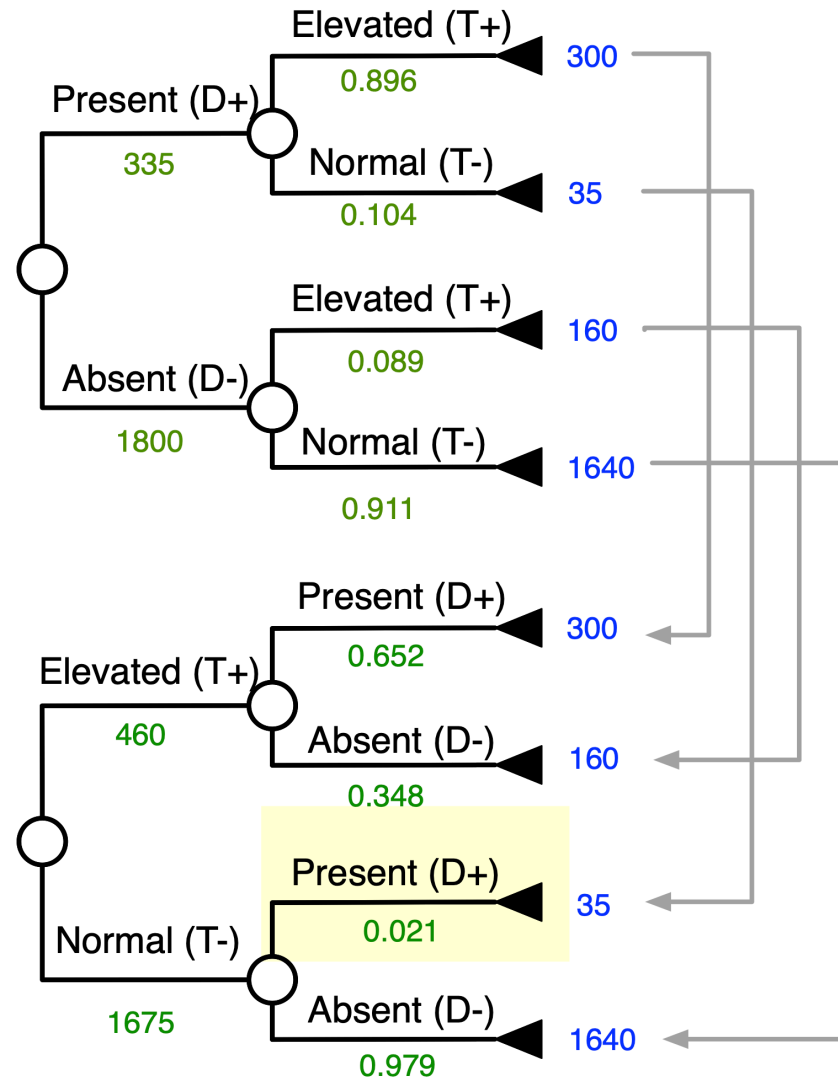 Elevated (T+)
300
0.896
Present (D+)
335
Normal (T-)
35
0.104
Elevated (T+)
160
0.089
Absent (D-)
1800
Normal (T-)
1640
0.911
Present (D+)
300
0.652
Elevated (T+)
460
Absent (D-)
160
0.348
Present (D+)
35
0.021
Normal (T-)
1675
Absent (D-)
1640
0.979